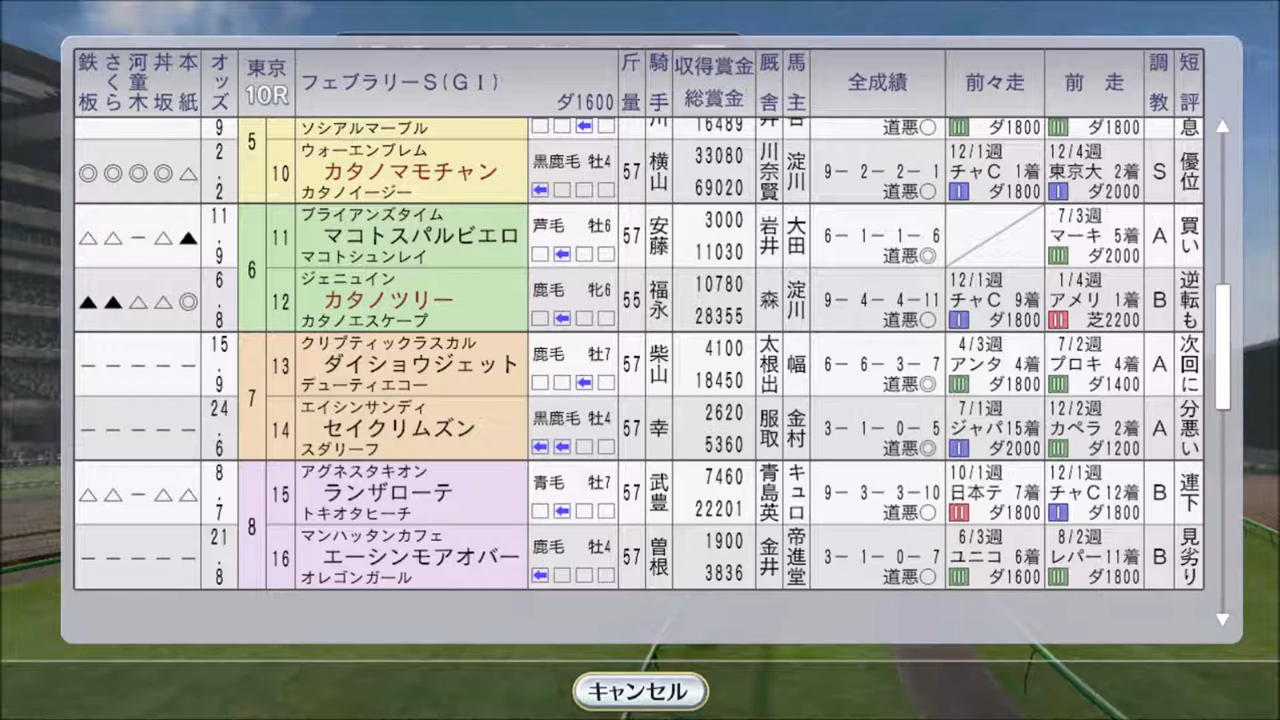 鉄板 さくら 河童木 丼坂 本紙 オッズ 東京10R フェブラリーS(GI) ダ1600 斤量 騎手 収得賞金 総賞金 厩舎 馬主 全成績 前々走 前走 調教 短評
9 5 ソシアルマーブル 16489 道悪○ III ダ1800 III ダ1800 息
◎◎◎◎△ 2.2 10 ウォーエンブレム 黒鹿毛 牡4 57 横山 33080 川奈賢 淀川 9-2-2-1 12/1週 12/4週 S 優位
カタノマモチャン チャC 1着 東京大 2着
カタノイージー 69020 道悪○ I ダ1800 I ダ2000
△△-△▲ 11.9 6 11 ブライアンズタイム 芦毛 牡6 57 安藤 3000 岩井 大田 6-1-1-6 7/3週 A 買い
マコトスパルビエロ マーキ 5着
マコトシュンレイ 11030 道悪◎ III ダ2000
▲▲△△◎ 6.8 12 ジェニュイン 鹿毛 牝6 55 福永 10780 森 淀川 9-4-4-11 12/1週 1/4週 B 逆転も
カタノツリー チャC 9着 アメリ 1着
カタノエスケープ 28355 道悪○ I ダ1800 II 芝2200
----- 15.9 7 13 クリプティックラスカル 鹿毛 牡7 57 柴山 4100 大根出 幅 6-6-3-7 4/3週 7/2週 A 次回に
ダイショウジェット アンタ 4着 プロキ 4着
デューティエコー 18450 道悪◎ III ダ1800 III ダ1400
----- 24.6 14 エイシンサンディ 黒鹿毛 牡4 57 幸 2620 服取 金村 3-1-0-5 7/1週 12/2週 A 分悪い
セイクリムズン ジャパ15着 カペラ 2着
スダリーフ 5360 道悪◎ I ダ2000 III ダ1200
△△-△△ 8.7 8 15 アグネスタキオン 青毛 牡7 57 武豊 7460 青島英 キュロ 9-3-3-10 10/1週 12/1週 B 連下
ランザローテ 日本テ 7着 チャC12着
トキオタヒーチ 22201 道悪○ II ダ1800 I ダ1800
----- 21.8 16 マンハッタンカフェ 鹿毛 牡4 57 曽根 1900 金井 帝進堂 3-1-0-7 6/3週 8/2週 B 見劣り
エーシンモアオバー ユニコ 6着 レパー11着
オレゴンガール 3836 道悪○ III ダ1600 III ダ1800
キャンセル